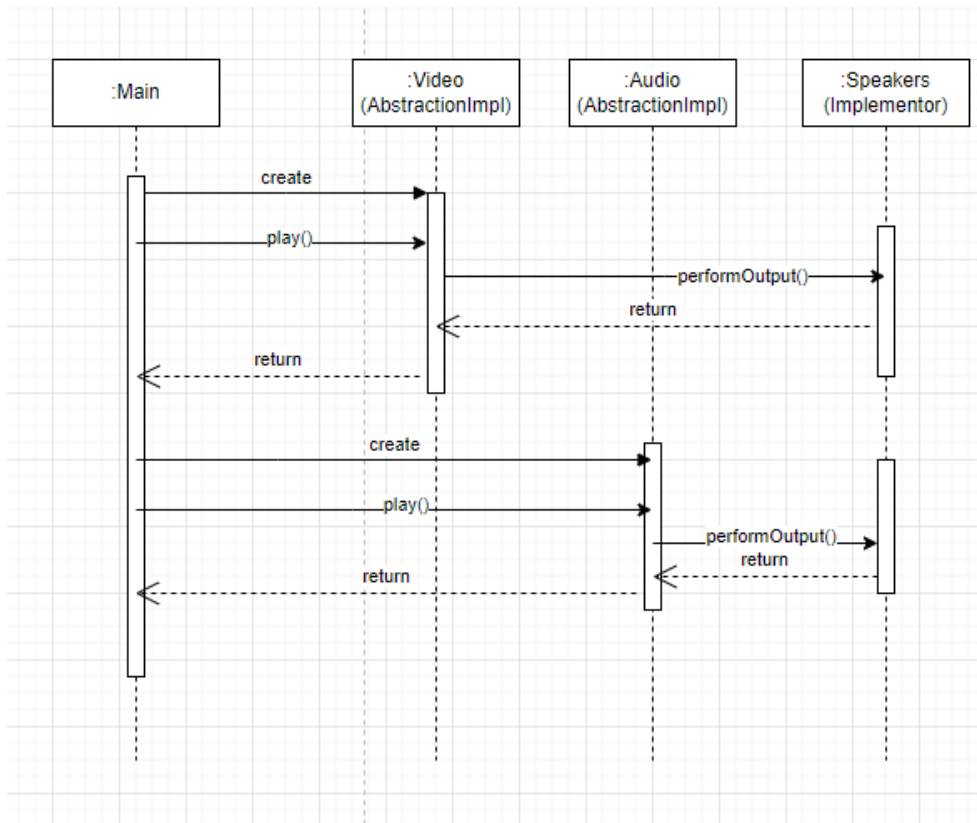 :Main
:Video
(AbstractionImpl)
:Audio
(AbstractionImpl)
:Speakers
(Implementor)
create
play()
performOutput()
return
return
create
play()
performOutput()
return
return